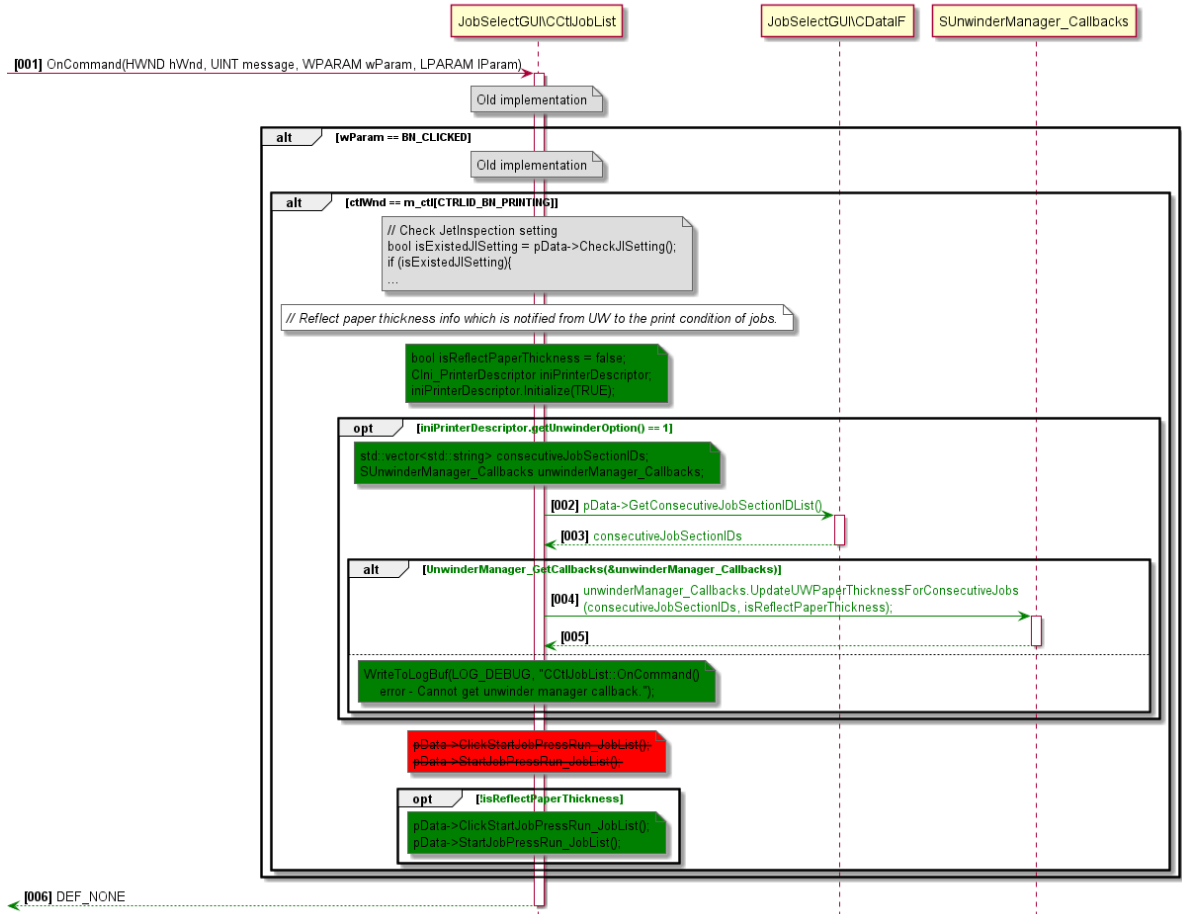 JobSelectGUI\CCtlJobList
JobSelectGUI\CDataIF
SUnwinderManager_Callbacks
[001] OnCommand(HWND hWnd, UINT message, WPARAM wParam, LPARAM lParam)
Old implementation
alt [wParam == BN_CLICKED]
Old implementation
alt [ctlWnd == m_ctl[CTRLID_BN_PRINTING]]
// Check JetInspection setting
bool isExistedJISetting = pData->CheckJISetting();
if (isExistedJISetting){
...
// Reflect paper thickness info which is notified from UW to the print condition of jobs.
bool isReflectPaperThickness = false;
CIni_PrinterDescriptor iniPrinterDescriptor;
iniPrinterDescriptor.Initialize(TRUE);
opt [iniPrinterDescriptor.getUnwinderOption() == 1]
std::vector<std::string> consecutiveJobSectionIDs;
SUnwinderManager_Callbacks unwinderManager_Callbacks;
[002] pData->GetConsecutiveJobSectionIDList()
[003] consecutiveJobSectionIDs
alt [UnwinderManager_GetCallbacks(&unwinderManager_Callbacks)]
[004] unwinderManager_Callbacks.UpdateUWPaperThicknessForConsecutiveJobs
(consecutiveJobSectionIDs, isReflectPaperThickness);
[005]
WriteToLogBuf(LOG_DEBUG, "CCtlJobList::OnCommand()
error - Cannot get unwinder manager callback.");
pData->ClickStartJobPressRun_JobList();
pData->StartJobPressRun_JobList();
opt [!isReflectPaperThickness]
pData->ClickStartJobPressRun_JobList();
pData->StartJobPressRun_JobList();
[006] DEF_NONE